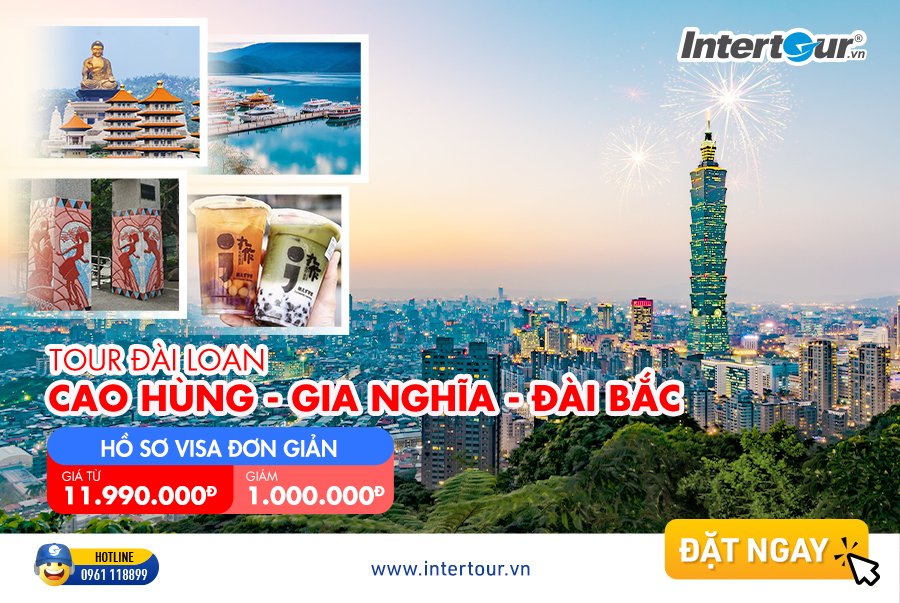 Intertour®
.vn
TOUR ĐÀI LOAN
CAO HÙNG - GIA NGHĨA - ĐÀI BẮC
HỒ SƠ VISA ĐƠN GIẢN
GIÁ TỪ
11.990.000Đ
GIẢM
1.000.000Đ
HOTLINE
0961 118899
www.intertour.vn
ĐẶT NGAY